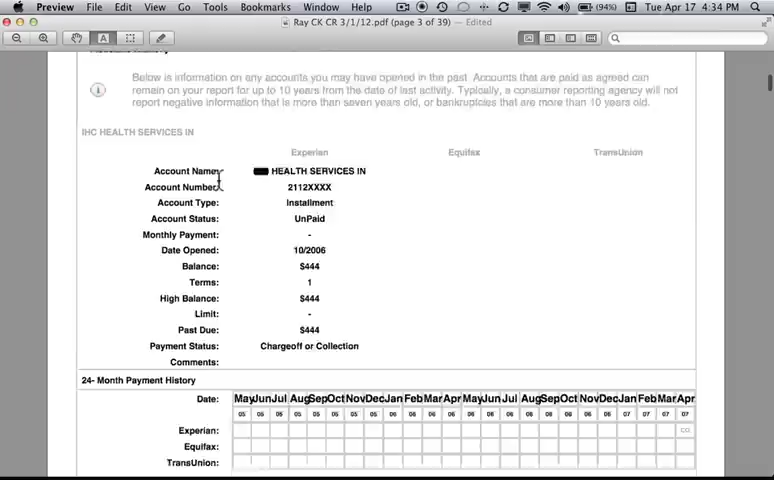 Preview File Edit View Go Tools Bookmarks Window Help (94%) Tue Apr 17 4:34 PM
Ray CK CR 3/1/12.pdf (page 3 of 39) — Edited
Below is information on any accounts you may have opened in the past. Accounts that are paid as agreed can
remain on your report for up to 10 years from the date of last activity. Typically, a consumer reporting agency will not
report negative information that is more than seven years old, or bankruptcies that are more than 10 years old.
IHC HEALTH SERVICES IN
Experian Equifax TransUnion
Account Name: HEALTH SERVICES IN
Account Number: 2112XXXX
Account Type: Installment
Account Status: UnPaid
Monthly Payment: -
Date Opened: 10/2006
Balance: $444
Terms: 1
High Balance: $444
Limit: -
Past Due: $444
Payment Status: Chargeoff or Collection
Comments:
24- Month Payment History
Date: May Jun Jul Aug Sep Oct Nov Dec Jan Feb Mar Apr May Jun Jul Aug Sep Oct Nov Dec Jan Feb Mar Apr
05 05 05 05 05 05 05 05 06 06 06 06 06 06 06 06 06 06 06 06 07 07 07 07
Experian: CO
Equifax:
TransUnion: